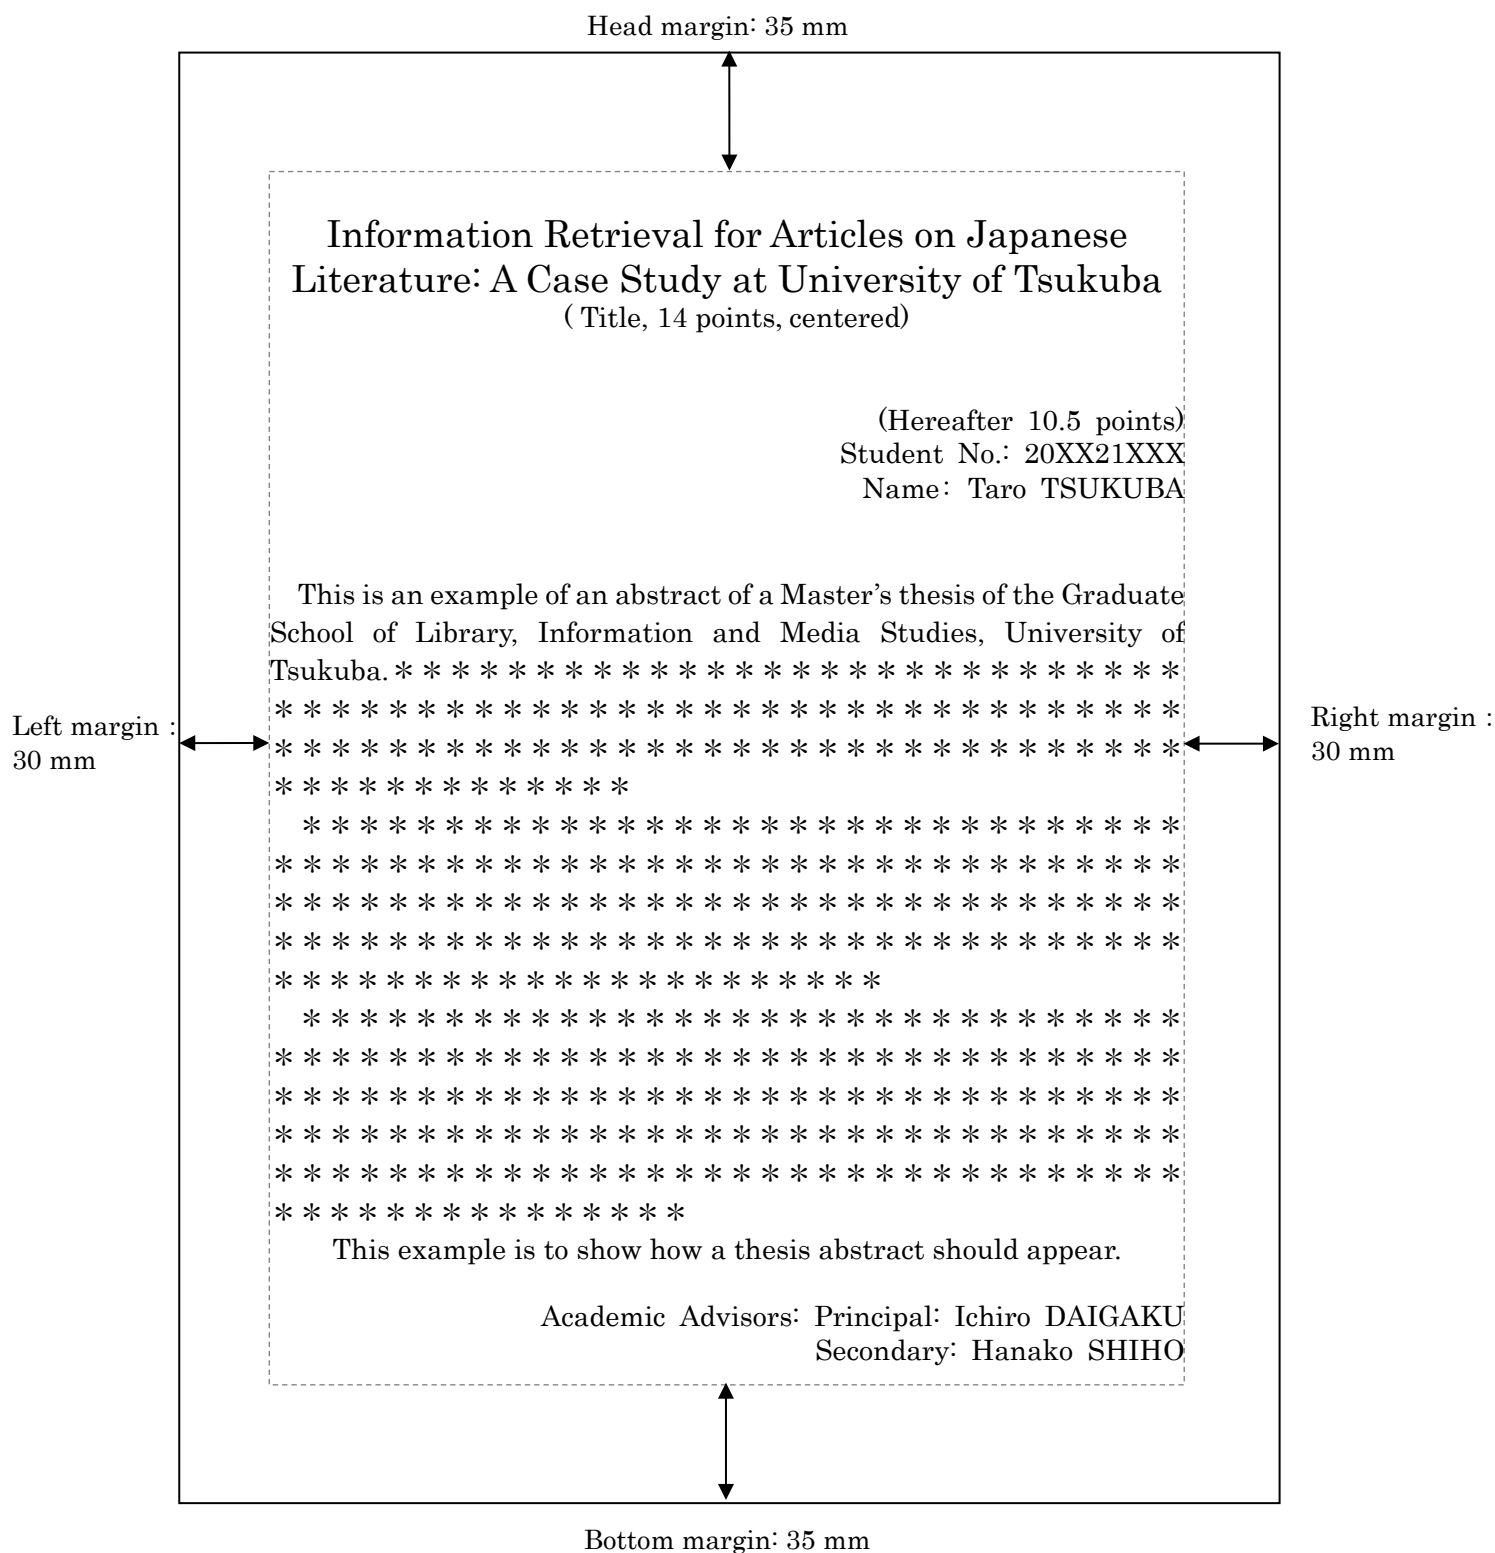 Head margin: 35 mm
Information Retrieval for Articles on Japanese
Literature: A Case Study at University of Tsukuba
( Title, 14 points, centered)
(Hereafter 10.5 points)
Student No.: 20XX21XXX
Name: Taro TSUKUBA
This is an example of an abstract of a Master's thesis of the Graduate
School of Library, Information and Media Studies, University of
Tsukuba.＊＊＊＊＊＊＊＊＊＊＊＊＊＊＊＊＊＊＊＊＊＊＊＊＊＊＊＊
＊＊＊＊＊＊＊＊＊＊＊＊＊＊＊＊＊＊＊＊＊＊＊＊＊＊＊＊＊＊＊＊
Left margin :
30 mm
Right margin :
30 mm
＊＊＊＊＊＊＊＊＊＊＊＊＊＊＊＊＊＊＊＊＊＊＊＊＊＊＊＊＊＊＊＊
＊＊＊＊＊＊＊＊＊＊＊＊＊
＊＊＊＊＊＊＊＊＊＊＊＊＊＊＊＊＊＊＊＊＊＊＊＊＊＊＊＊＊＊＊
＊＊＊＊＊＊＊＊＊＊＊＊＊＊＊＊＊＊＊＊＊＊＊＊＊＊＊＊＊＊＊＊
＊＊＊＊＊＊＊＊＊＊＊＊＊＊＊＊＊＊＊＊＊＊＊＊＊＊＊＊＊＊＊＊
＊＊＊＊＊＊＊＊＊＊＊＊＊＊＊＊＊＊＊＊＊＊＊＊＊＊＊＊＊＊＊＊
＊＊＊＊＊＊＊＊＊＊＊＊＊＊＊＊＊＊＊＊＊＊
＊＊＊＊＊＊＊＊＊＊＊＊＊＊＊＊＊＊＊＊＊＊＊＊＊＊＊＊＊＊＊
＊＊＊＊＊＊＊＊＊＊＊＊＊＊＊＊＊＊＊＊＊＊＊＊＊＊＊＊＊＊＊＊
＊＊＊＊＊＊＊＊＊＊＊＊＊＊＊＊＊＊＊＊＊＊＊＊＊＊＊＊＊＊＊＊
＊＊＊＊＊＊＊＊＊＊＊＊＊＊＊＊＊＊＊＊＊＊＊＊＊＊＊＊＊＊＊＊
＊＊＊＊＊＊＊＊＊＊＊＊＊＊＊＊＊＊＊＊＊＊＊＊＊＊＊＊＊＊＊＊
＊＊＊＊＊＊＊＊＊＊＊＊＊＊＊
This example is to show how a thesis abstract should appear.
Academic Advisors: Principal: Ichiro DAIGAKU
Secondary: Hanako SHIHO
Bottom margin: 35 mm